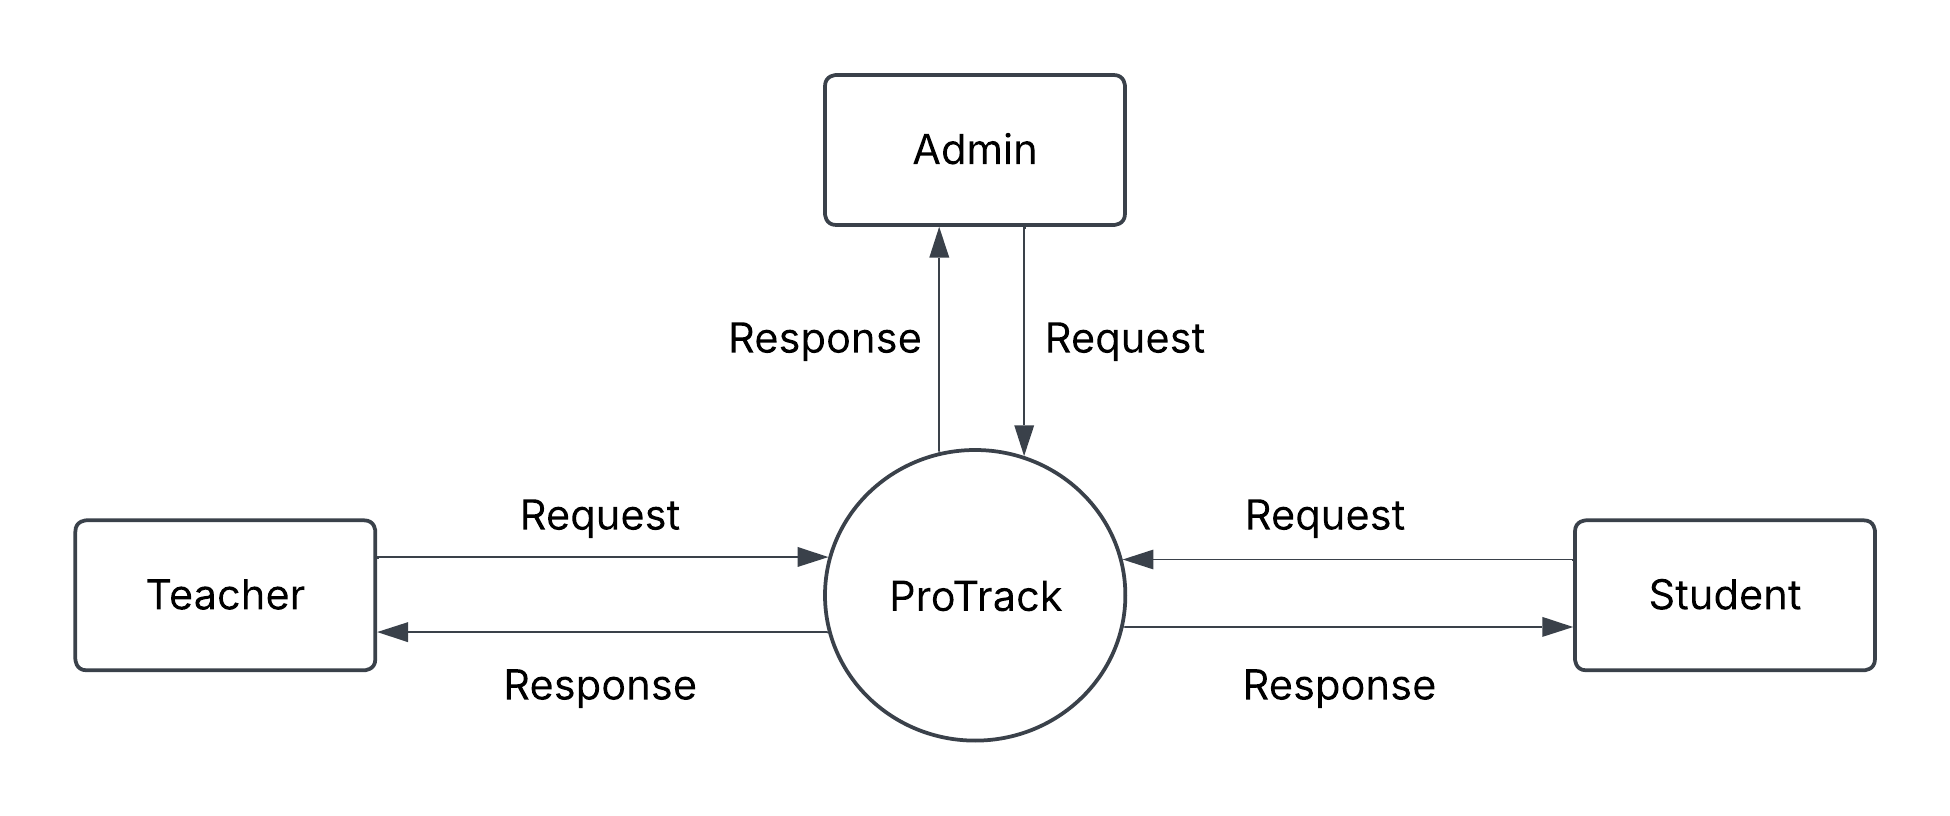 Admin
Response
Request
Request
Request
Teacher
ProTrack
Student
Response
Response